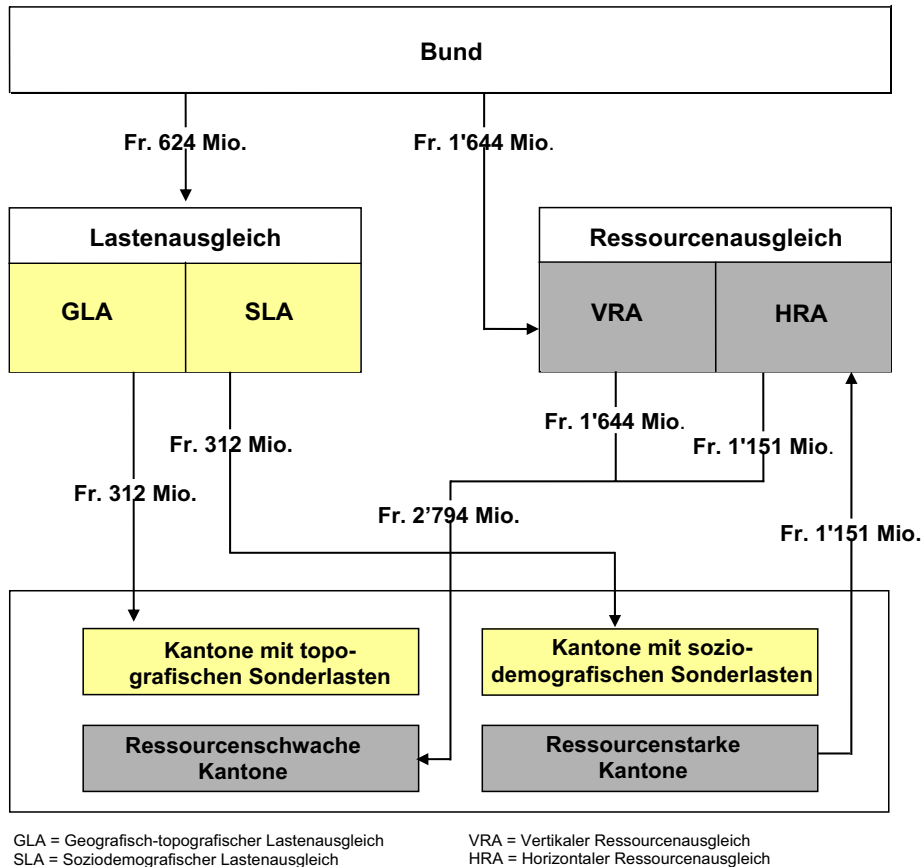 Bund
Fr. 624 Mio.
Fr. 1'644 Mio.
Lastenausgleich
Ressourcenausgleich
GLA
SLA
VRA
HRA
Fr. 1'644 Mio.
Fr. 312 Mio.
Fr. 1'151 Mio.
Fr. 312 Mio.
Fr. 2’794 Mio.
Fr. 1'151 Mio.
Kantone mit topo-
grafischen Sonderlasten
Kantone mit sozio-
demografischen Sonderlasten
Ressourcenschwache
Kantone
Ressourcenstarke
Kantone
GLA = Geografisch-topografischer Lastenausgleich
SLA = Soziodemografischer Lastenausgleich
VRA = Vertikaler Ressourcenausgleich
HRA = Horizontaler Ressourcenausgleich